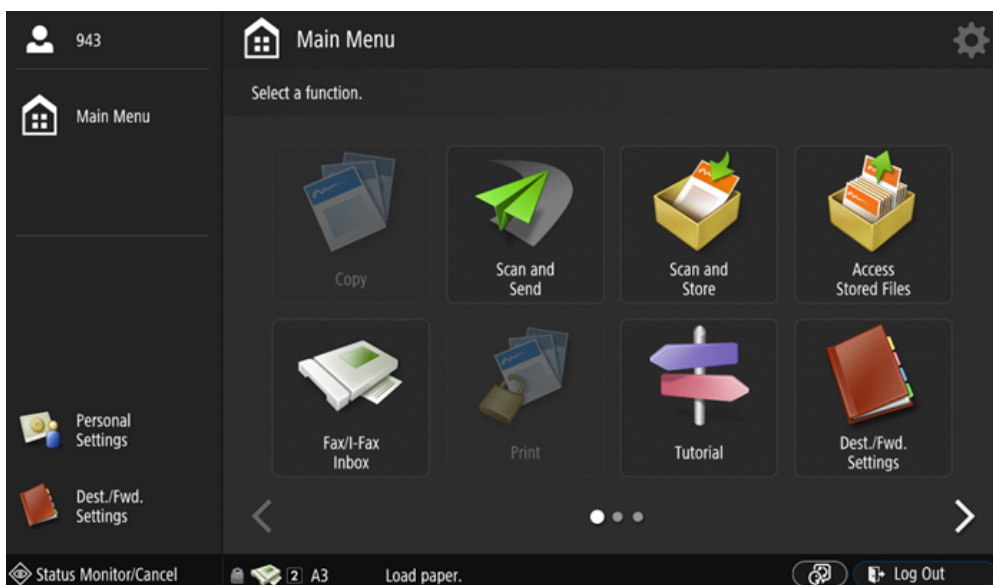 943
Main Menu
Main Menu
Select a function.
Copy
Scan and
Send
Scan and
Store
Access
Stored Files
Fax/I-Fax
Inbox
Print
Tutorial
Dest./Fwd.
Settings
Personal
Settings
Dest./Fwd.
Settings
Status Monitor/Cancel
2 A3 Load paper.
Log Out